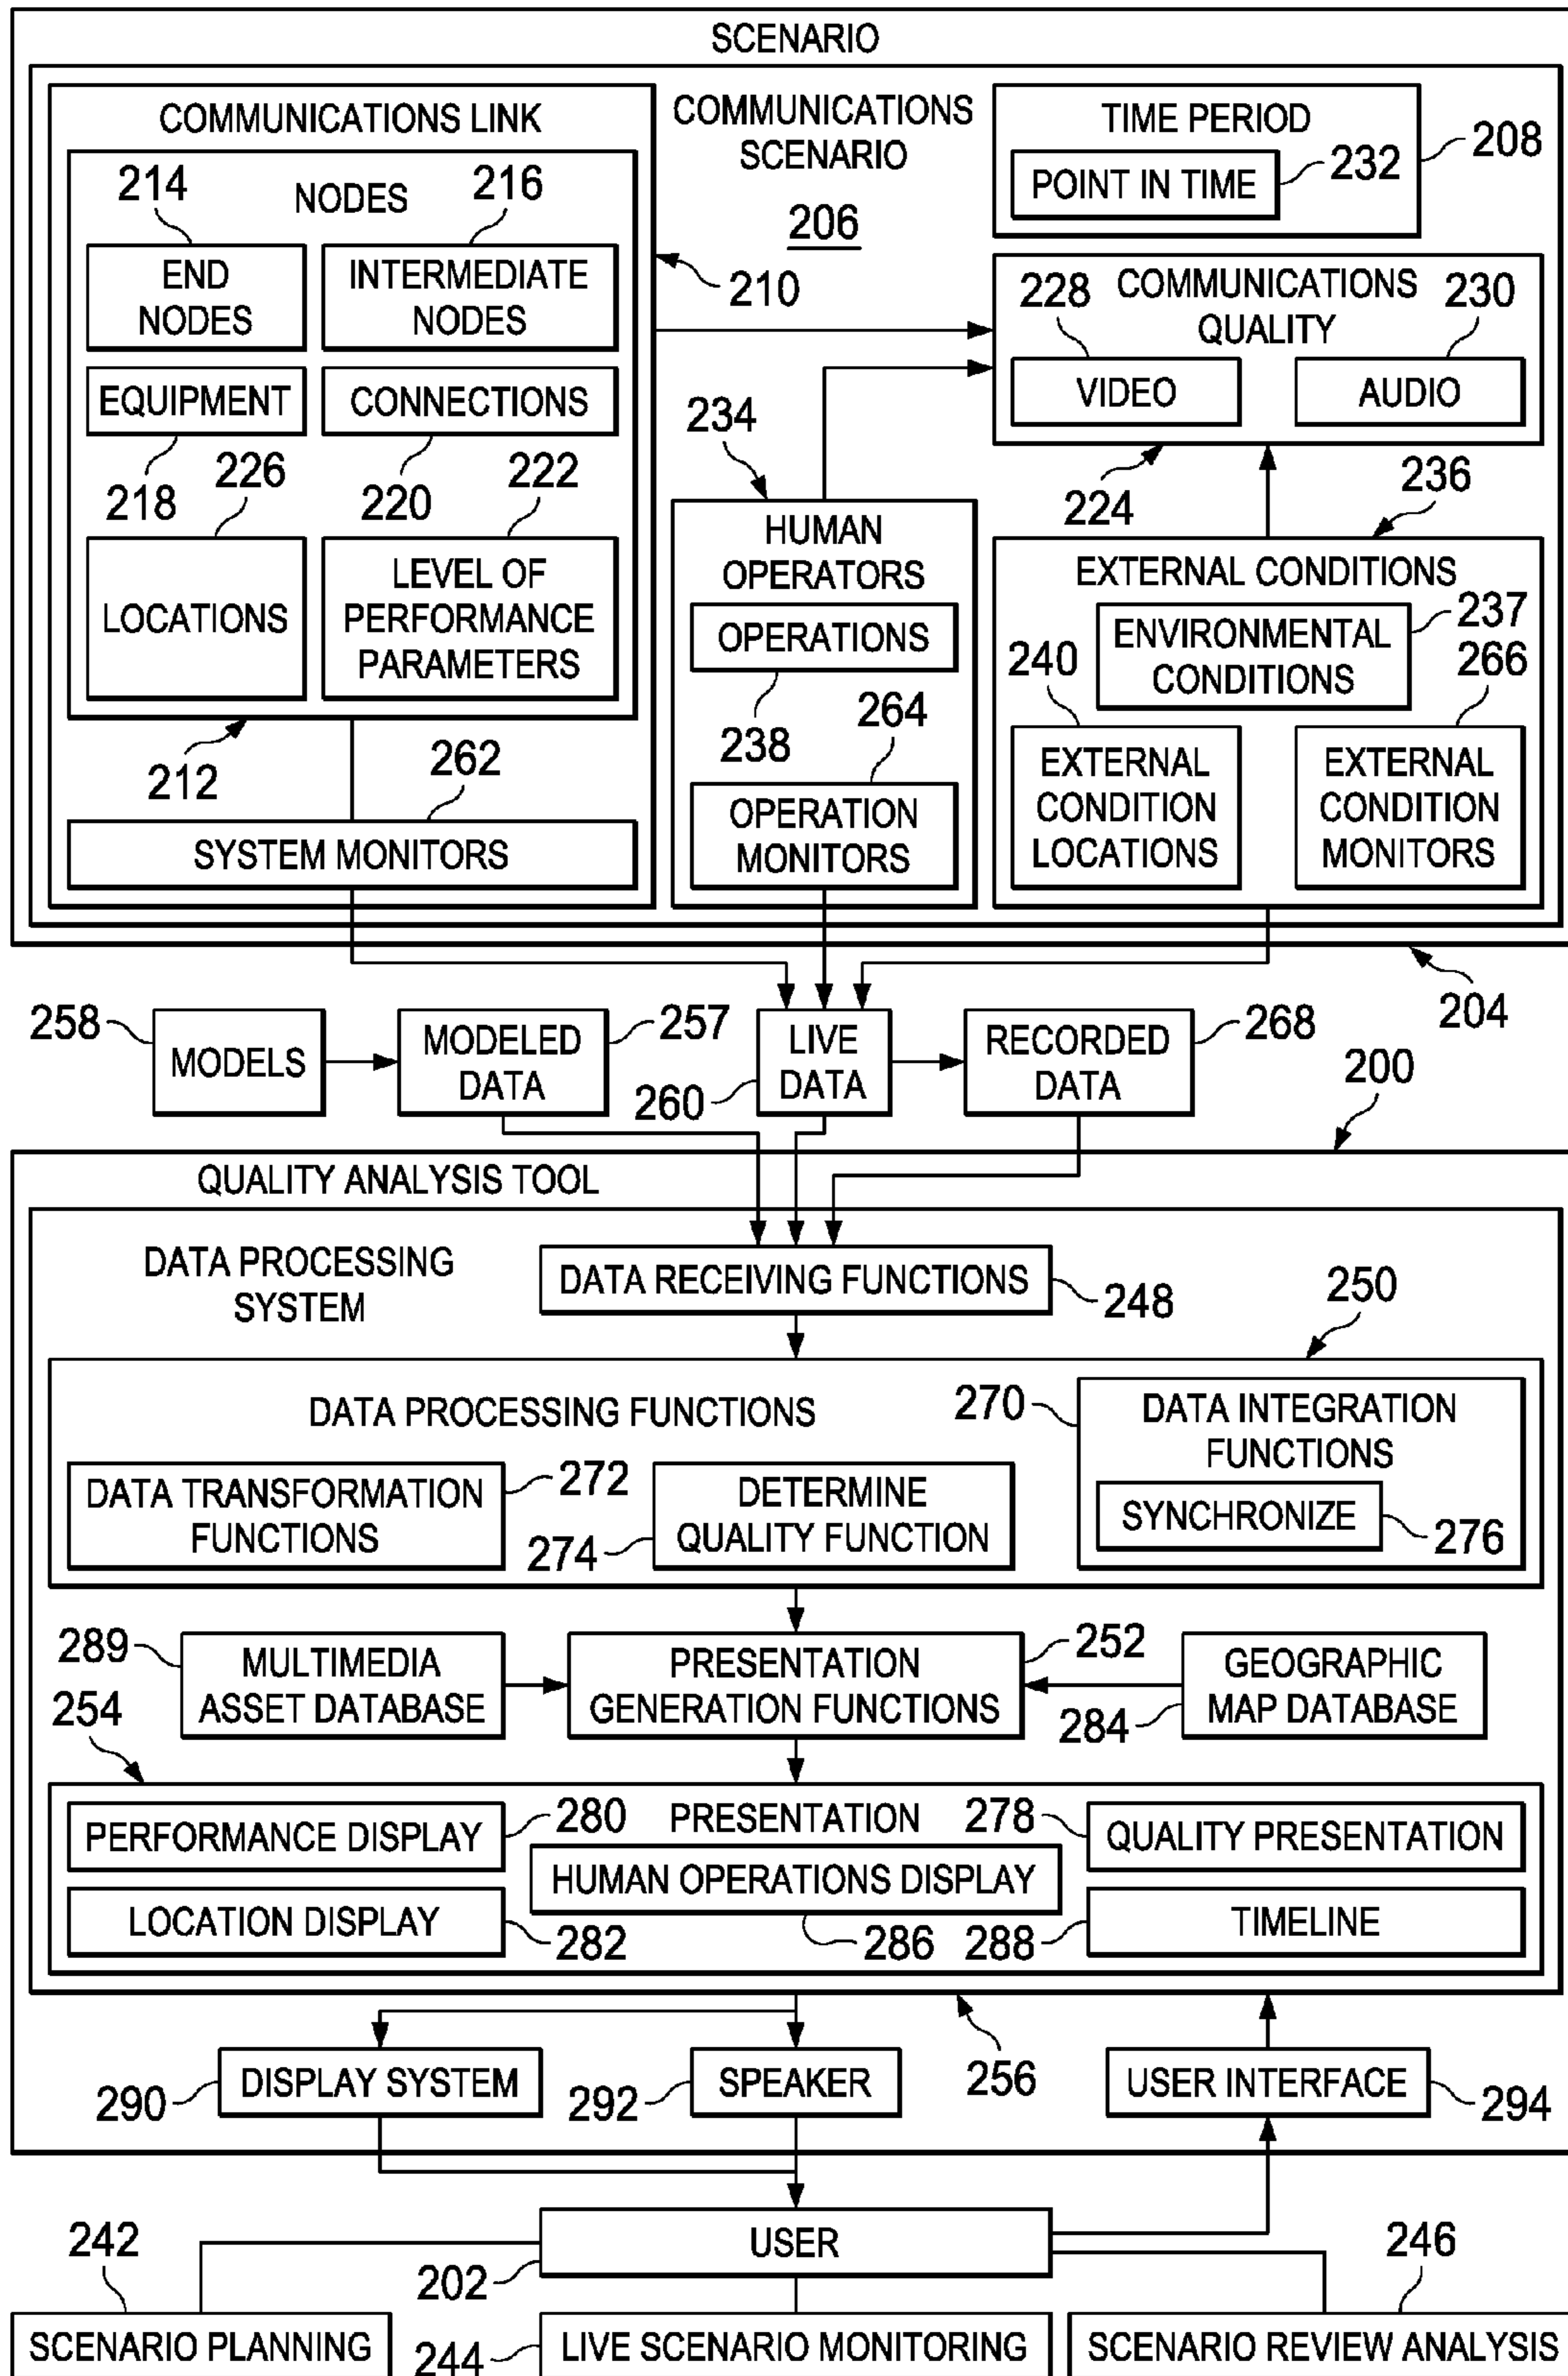 SCENARIO
COMMUNICATIONS LINK
COMMUNICATIONS
SCENARIO
206
TIME PERIOD
208
POINT IN TIME
232
214
NODES
216
END
NODES
INTERMEDIATE
NODES
210
EQUIPMENT
CONNECTIONS
218
226
220
222
LOCATIONS
LEVEL OF
PERFORMANCE
PARAMETERS
212
262
SYSTEM MONITORS
228
COMMUNICATIONS
QUALITY
230
VIDEO
AUDIO
224
234
HUMAN
OPERATORS
OPERATIONS
238
264
OPERATION
MONITORS
236
EXTERNAL CONDITIONS
237
ENVIRONMENTAL
CONDITIONS
240
266
EXTERNAL
CONDITION
LOCATIONS
EXTERNAL
CONDITION
MONITORS
204
258
MODELS
MODELED
DATA
257
LIVE
DATA
260
RECORDED
DATA
268
200
QUALITY ANALYSIS TOOL
DATA PROCESSING
SYSTEM
DATA RECEIVING FUNCTIONS
248
250
DATA PROCESSING FUNCTIONS
270
DATA INTEGRATION
FUNCTIONS
SYNCHRONIZE
276
DATA TRANSFORMATION
FUNCTIONS
272
274
DETERMINE
QUALITY FUNCTION
289
MULTIMEDIA
ASSET DATABASE
PRESENTATION
GENERATION FUNCTIONS
252
GEOGRAPHIC
MAP DATABASE
284
254
PERFORMANCE DISPLAY
280
PRESENTATION
278
QUALITY PRESENTATION
HUMAN OPERATIONS DISPLAY
LOCATION DISPLAY
282
286
288
TIMELINE
290
DISPLAY SYSTEM
292
SPEAKER
256
USER INTERFACE
294
242
202
USER
246
SCENARIO PLANNING
244
LIVE SCENARIO MONITORING
SCENARIO REVIEW ANALYSIS